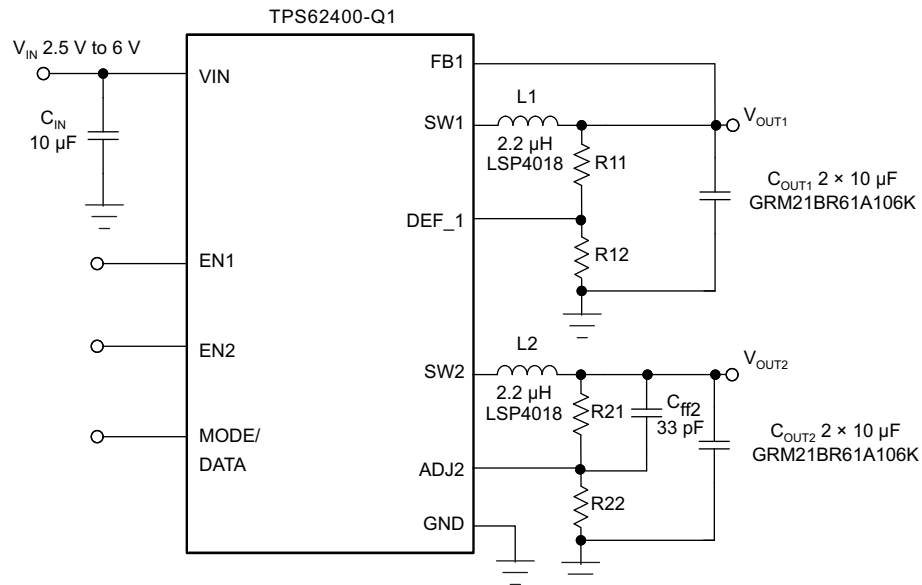 TPS62400-Q1
V_IN 2.5 V to 6 V
VIN
C_IN
10 µF
EN1
EN2
MODE/
DATA
FB1
SW1
L1
2.2 µH
LSP4018
R11
DEF_1
R12
V_OUT1
C_OUT1 2 × 10 µF
GRM21BR61A106K
SW2
L2
2.2 µH
LSP4018
R21
C_ff2
33 pF
ADJ2
R22
GND
V_OUT2
C_OUT2 2 × 10 µF
GRM21BR61A106K